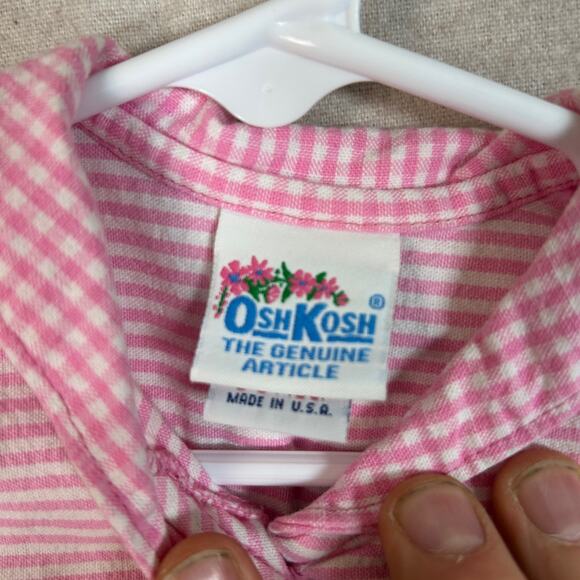 OSHKOSH ®
THE GENUINE
ARTICLE
MADE IN U.S.A.